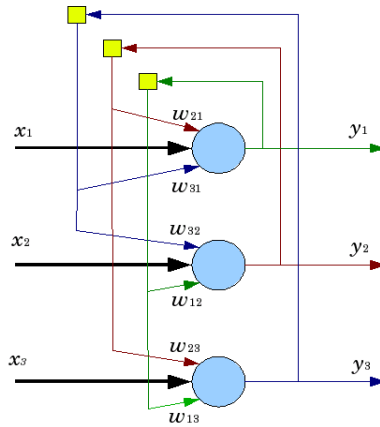 w₂₁
x₁ y₁
w₃₁
w₃₂
x₂ y₂
w₁₂
w₂₃
x₃ y₃
w₁₃